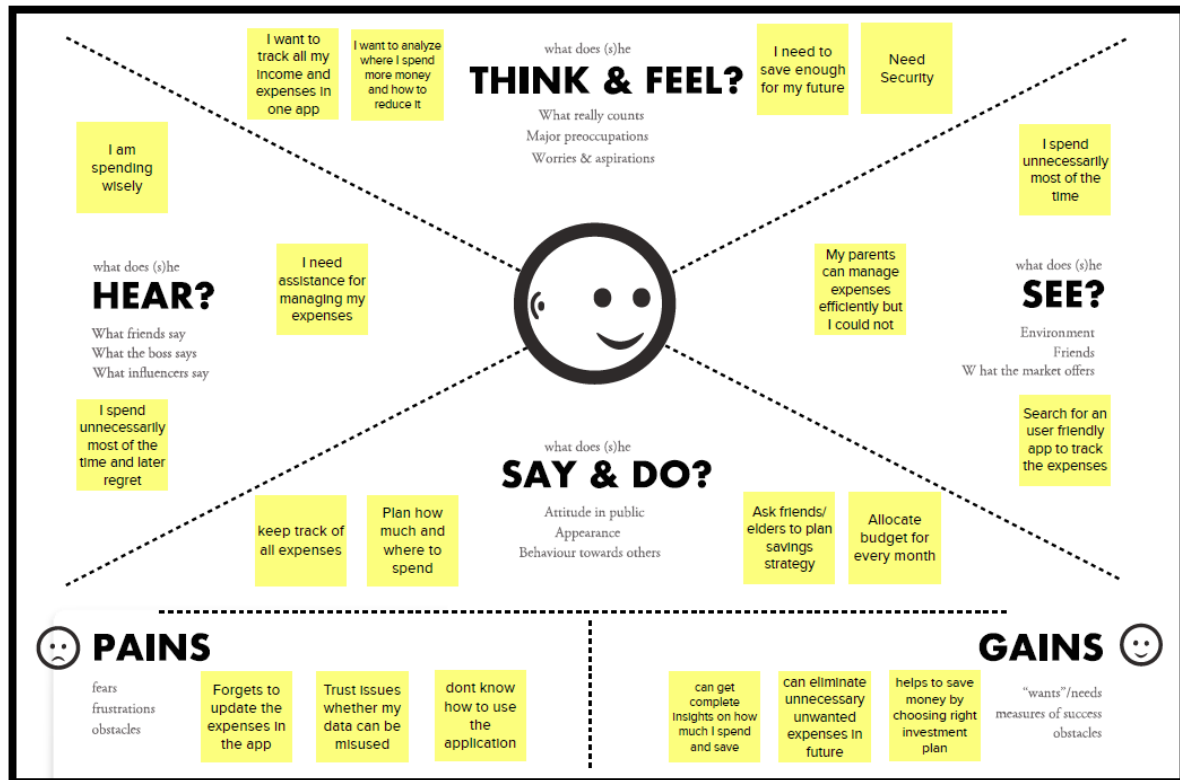 I want to
track all my
income and
expenses in
one app
I want to analyze
where I spend
more money
and how to
reduce it
what does (s)he
THINK & FEEL?
What really counts
Major preoccupations
Worries & aspirations
I need to
save enough
for my future
Need
Security
I am
spending
wisely
what does (s)he
HEAR?
What friends say
What the boss says
What influencers say
I need
assistance for
managing my
expenses
I spend
unnecessarily
most of the
time and later
regret
My parents
can manage
expenses
efficiently but
I could not
I spend
unnecessarily
most of the
time
what does (s)he
SEE?
Environment
Friends
W hat the market offers
Search for an
user friendly
app to track
the expenses
what does (s)he
SAY & DO?
Attitude in public
Appearance
Behaviour towards others
keep track of
all expenses
Plan how
much and
where to
spend
Ask friends/
elders to plan
savings
strategy
Allocate
budget for
every month
PAINS
fears
frustrations
obstacles
Forgets to
update the
expenses in
the app
Trust issues
whether my
data can be
misused
dont know
how to use
the
application
GAINS
"wants"/needs
measures of success
obstacles
can get
complete
insights on how
much I spend
and save
can eliminate
unnecessary
unwanted
expenses in
future
helps to save
money by
choosing right
investment
plan